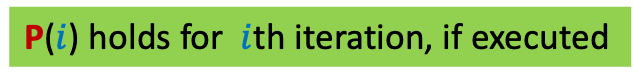 P(i) holds for ith iteration, if executed